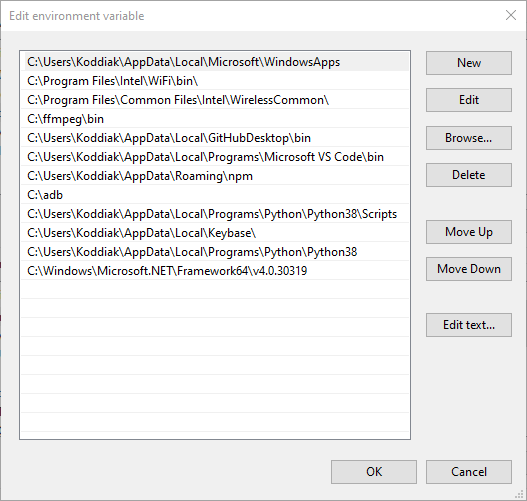 Edit environment variable
C:\Users\Koddiak\AppData\Local\Microsoft\WindowsApps
C:\Program Files\Intel\WiFi\bin\
C:\Program Files\Common Files\Intel\WirelessCommon\
C:\ffmpeg\bin
C:\Users\Koddiak\AppData\Local\GitHubDesktop\bin
C:\Users\Koddiak\AppData\Local\Programs\Microsoft VS Code\bin
C:\Users\Koddiak\AppData\Roaming\npm
C:\adb
C:\Users\Koddiak\AppData\Local\Programs\Python\Python38\Scripts
C:\Users\Koddiak\AppData\Local\Keybase\
C:\Users\Koddiak\AppData\Local\Programs\Python\Python38
C:\Windows\Microsoft.NET\Framework64\v4.0.30319
New
Edit
Browse...
Delete
Move Up
Move Down
Edit text...
OK
Cancel